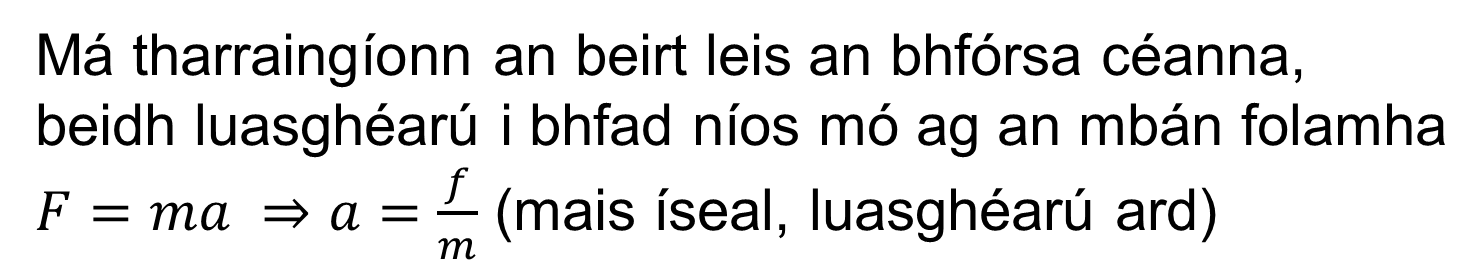 Má tharraingíonn an beirt leis an bhfórsa céanna,
beidh luasghéarú i bhfad níos mó ag an mbán folamha
F = ma ⇒ a = f/m (mais íseal, luasghéarú ard)